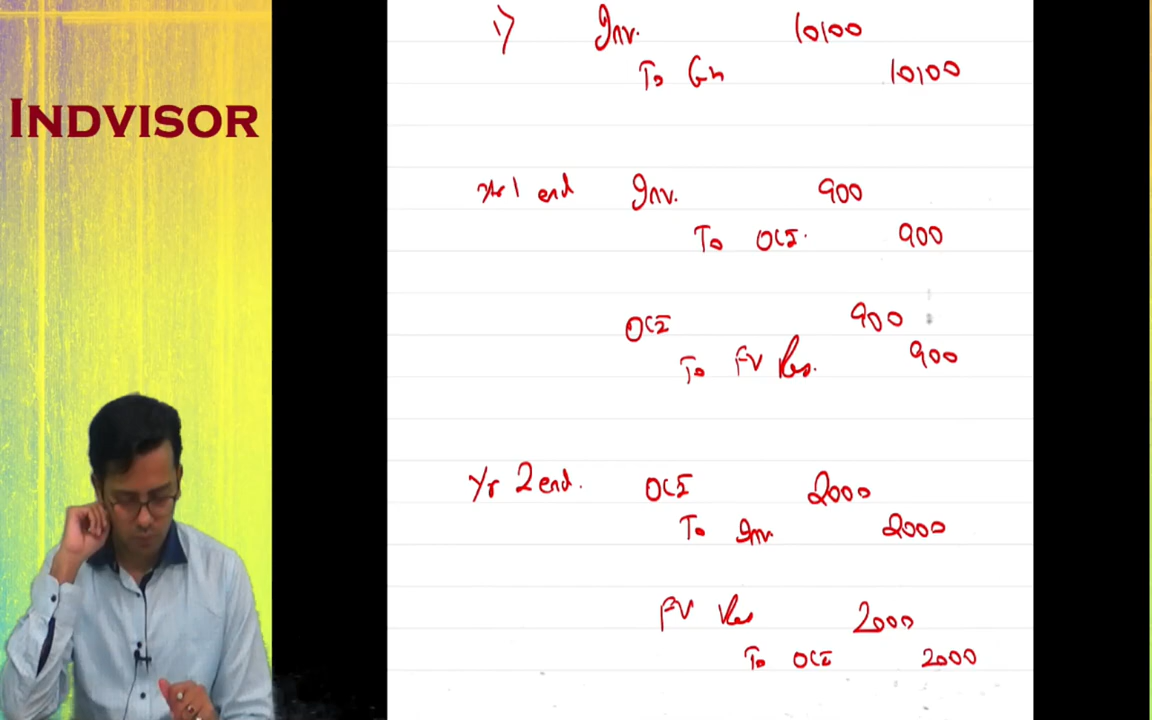 INDVISOR
1) Inv. 10100
To Csh 10100
Yr 1 end Inv. 900
To OCI. 900
OCI 900
To FV Res. 900
Yr 2 end. OCI 2000
To Inv. 2000
FV Res 2000
To OCI 2000